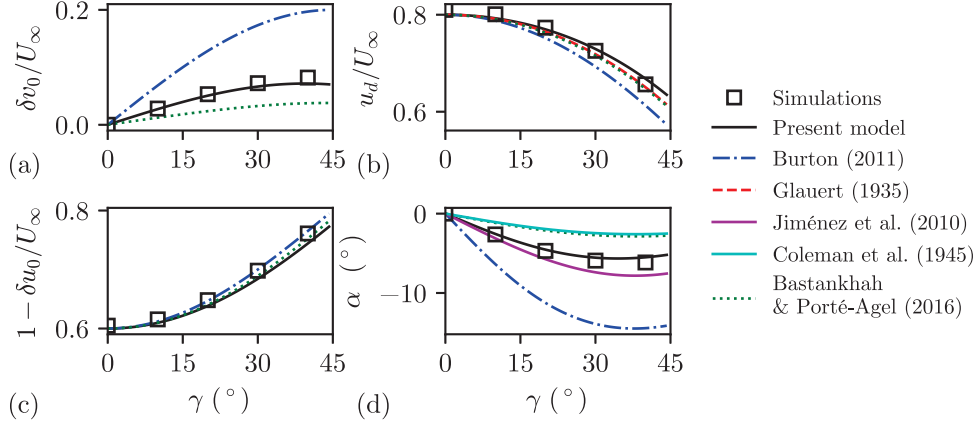 (a)
δv₀/U∞
0.2
0.0
0 15 30 45
(b)
u_d/U∞
0.8
0.6
0 15 30 45
(c)
1 − δu₀/U∞
0.8
0.6
0 15 30 45
γ (°)
(d)
α (°)
0
−10
0 15 30 45
γ (°)
Simulations
Present model
Burton (2011)
Glauert (1935)
Jiménez et al. (2010)
Coleman et al. (1945)
Bastankhah
& Porté-Agel (2016)